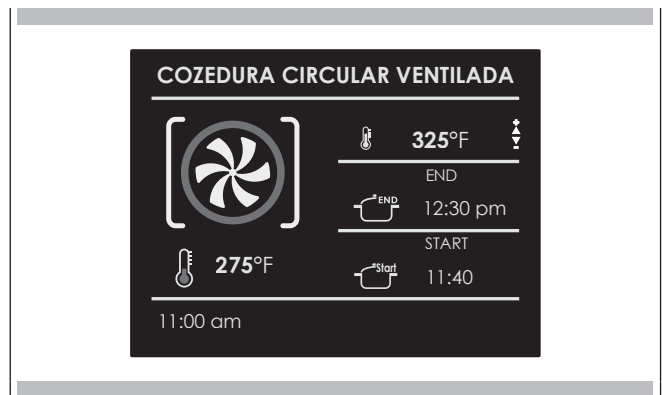 COZEDURA CIRCULAR VENTILADA
325°F
END
END
12:30 pm
START
Start
11:40
275°F
11:00 am